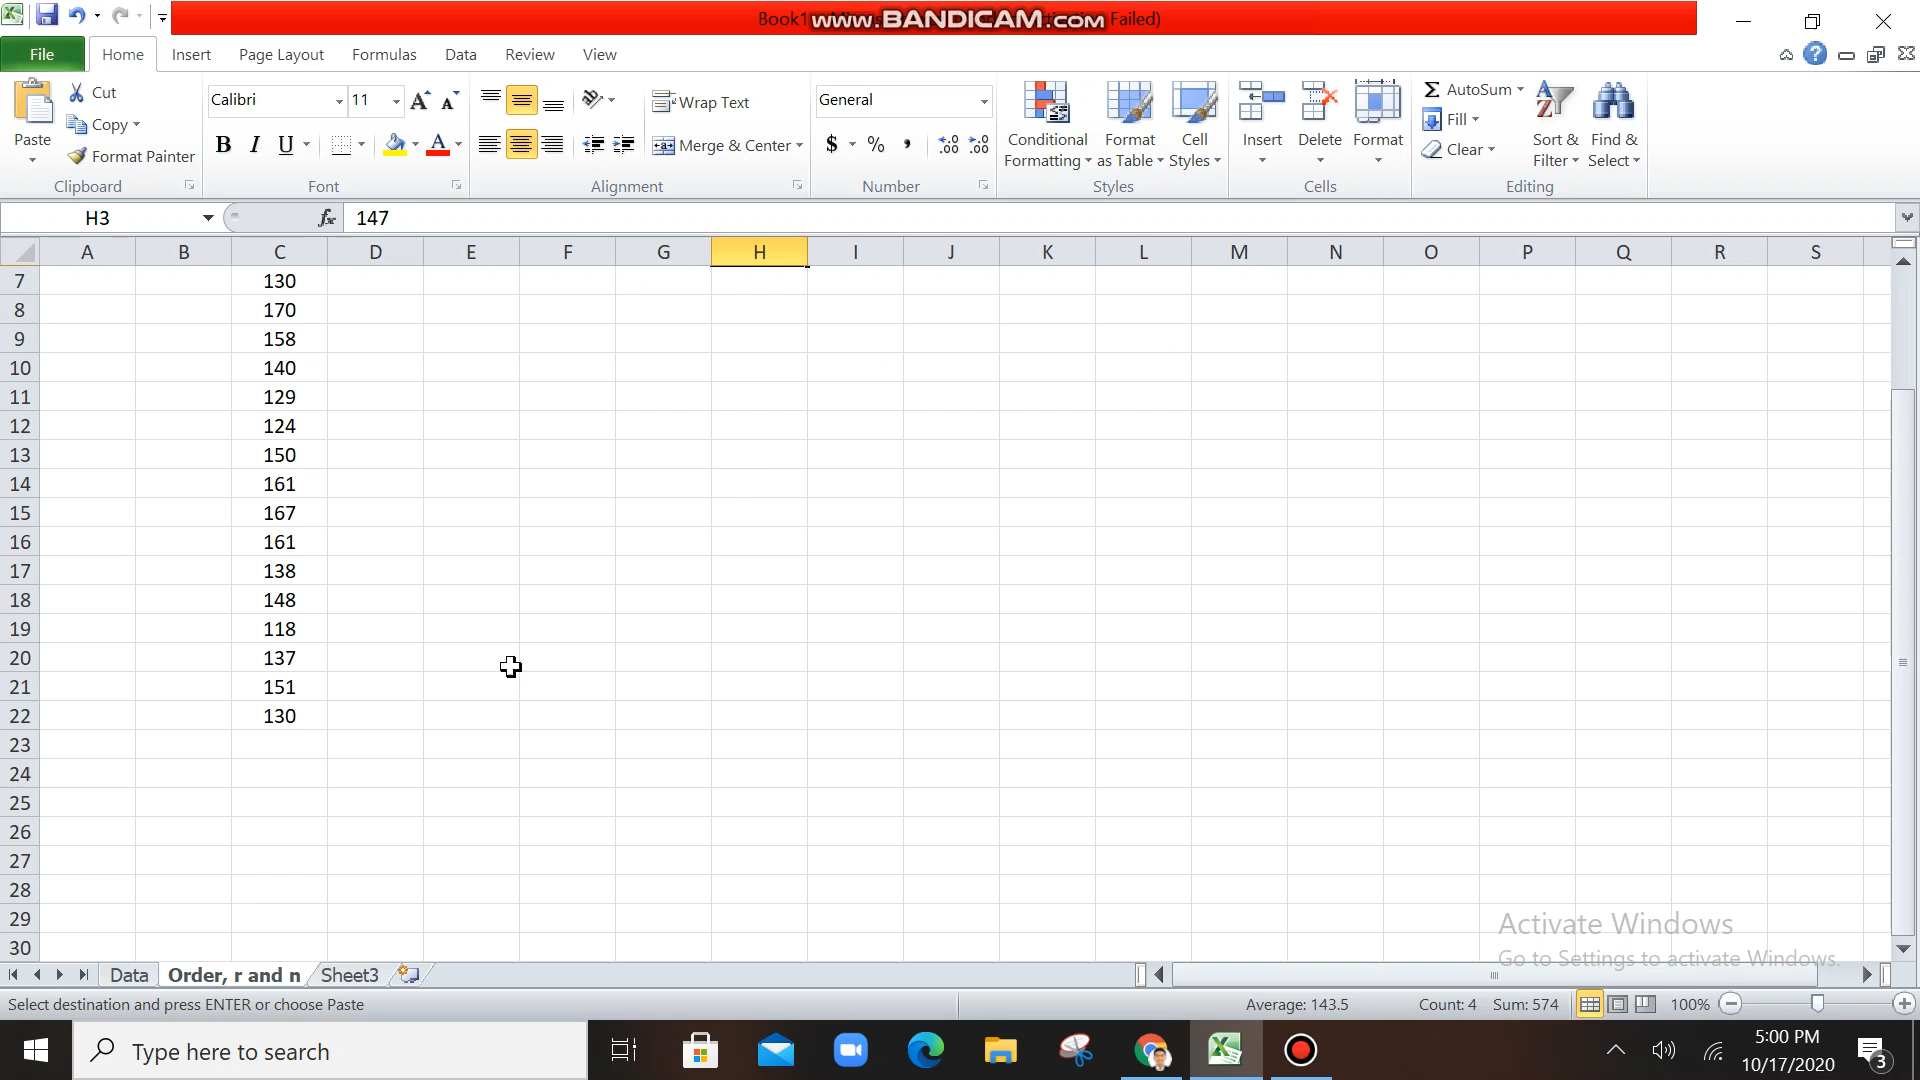 Book1
Failed)
www.BANDICAM.com
File Home Insert Page Layout Formulas Data Review View
Paste
Cut
Copy
Format Painter
Clipboard
Calibri 11
B I U
Font
Wrap Text
Merge & Center
Alignment
General
$ % ,
Number
Conditional Formatting
Format as Table
Cell Styles
Styles
Insert Delete Format
Cells
Σ AutoSum
Fill
Clear
Sort & Filter
Find & Select
Editing
H3 fx 147
A B C D E F G H I J K L M N O P Q R S
7 130
8 170
9 158
10 140
11 129
12 124
13 150
14 161
15 167
16 161
17 138
18 148
19 118
20 137
21 151
22 130
23
24
25
26
27
28
29
30
Activate Windows
Go to Settings to activate Windows.
Data Order, r and n Sheet3
Select destination and press ENTER or choose Paste Average: 143.5 Count: 4 Sum: 574 100%
Type here to search
5:00 PM
10/17/2020
3